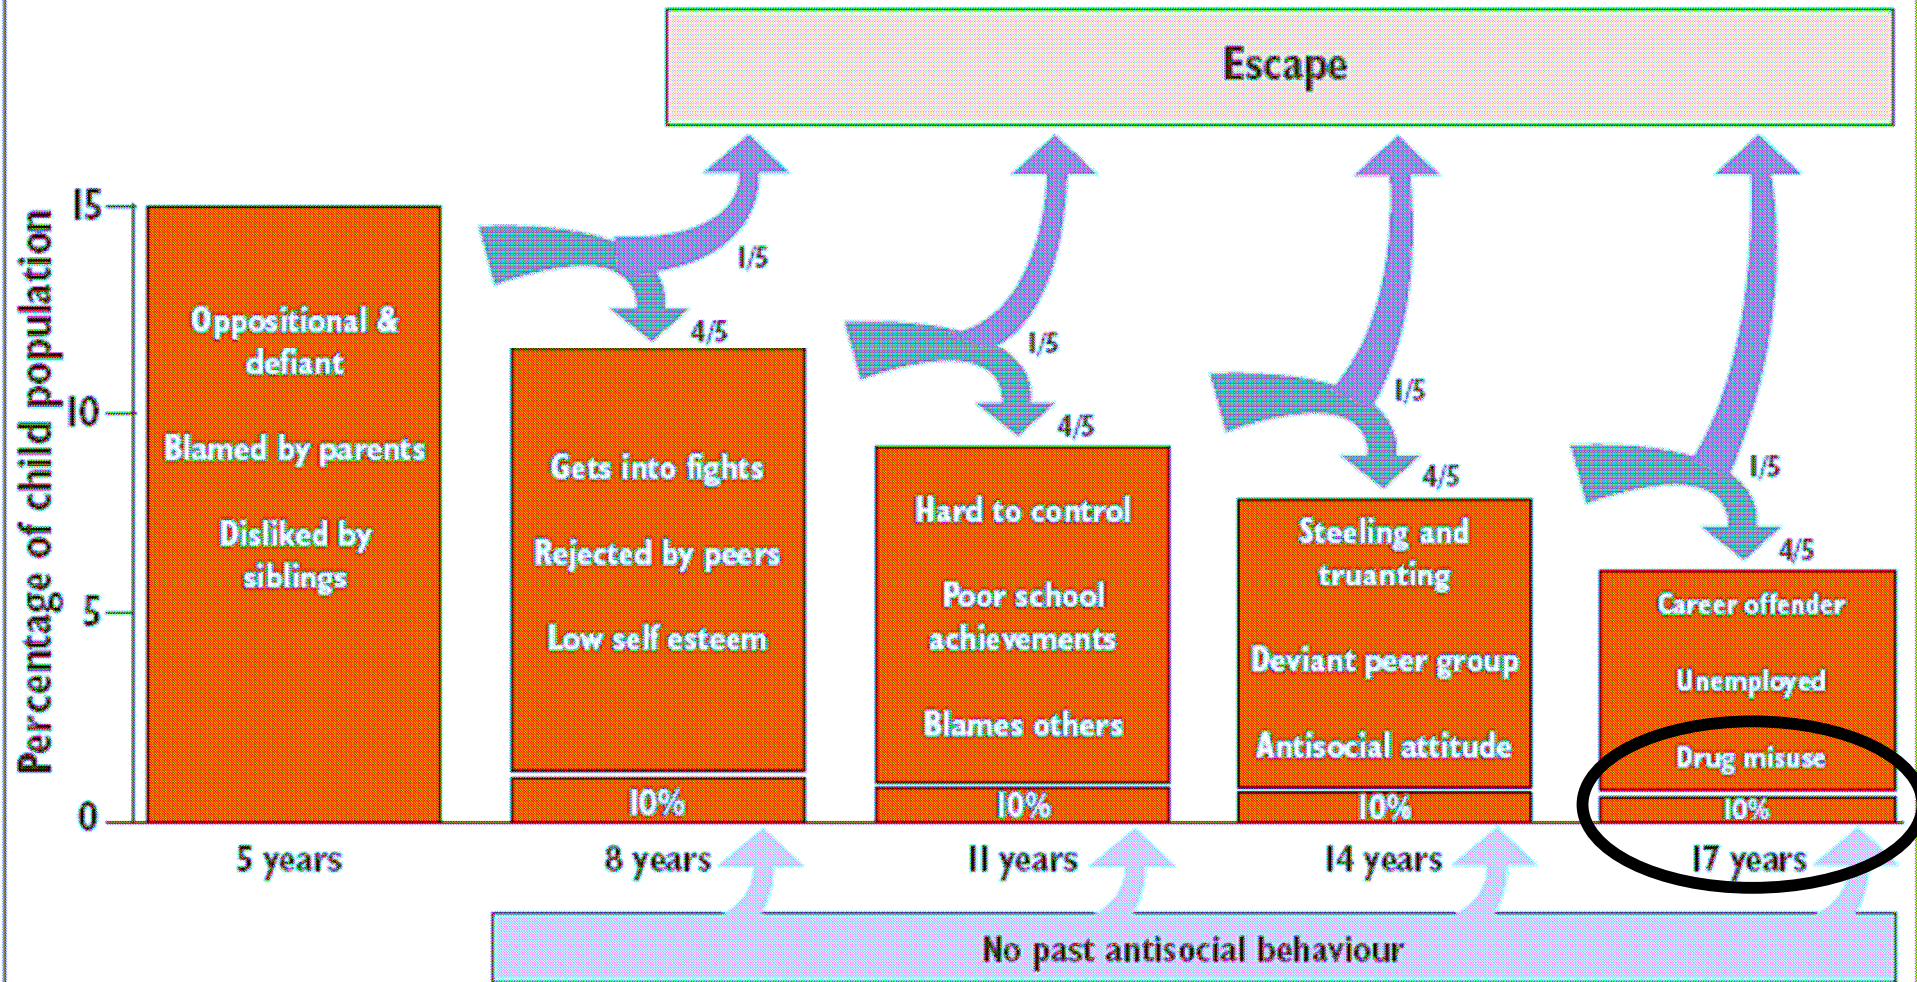 Escape
Percentage of child population
15
10
5
0
Oppositional &
defiant
Blamed by parents
Disliked by
siblings
1/5
4/5
Gets into fights
Rejected by peers
Low self esteem
10%
1/5
4/5
Hard to control
Poor school
achievements
Blames others
10%
1/5
4/5
Steeling and
truanting
Deviant peer group
Antisocial attitude
10%
1/5
4/5
Career offender
Unemployed
Drug misuse
10%
5 years
8 years
11 years
14 years
17 years
No past antisocial behaviour